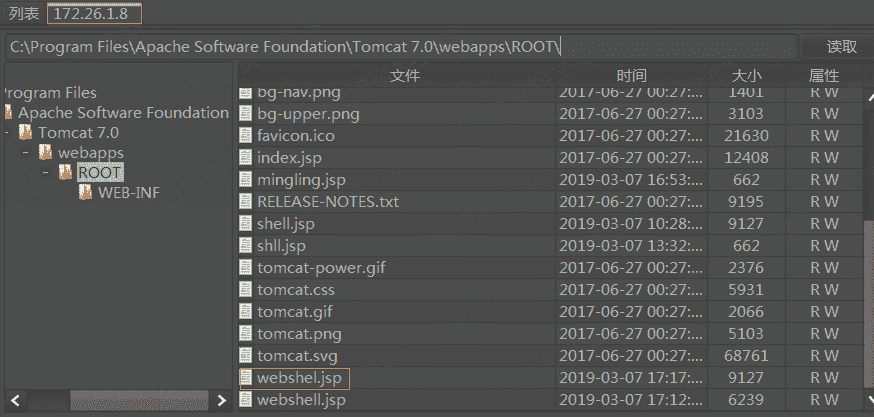 列表 172.26.1.8
C:\Program Files\Apache Software Foundation\Tomcat 7.0\webapps\ROOT\ 读取
rogram Files
Apache Software Foundation
Tomcat 7.0
webapps
ROOT
WEB-INF
文件 时间 大小 属性
bg-nav.png 2017-06-27 00:27:... 1401 R W
bg-upper.png 2017-06-27 00:27:... 3103 R W
favicon.ico 2017-06-27 00:27:... 21630 R W
index.jsp 2017-06-27 00:27:... 12408 R W
mingling.jsp 2019-03-07 16:53:... 662 R W
RELEASE-NOTES.txt 2017-06-27 00:27:... 9195 R W
shell.jsp 2019-03-07 10:28:... 9127 R W
shll.jsp 2019-03-07 13:32:... 662 R W
tomcat-power.gif 2017-06-27 00:27:... 2376 R W
tomcat.css 2017-06-27 00:27:... 5931 R W
tomcat.gif 2017-06-27 00:27:... 2066 R W
tomcat.png 2017-06-27 00:27:... 5103 R W
tomcat.svg 2017-06-27 00:27:... 68761 R W
webshel.jsp 2019-03-07 17:17:... 9127 R W
webshell.jsp 2019-03-07 17:12:... 6239 R W